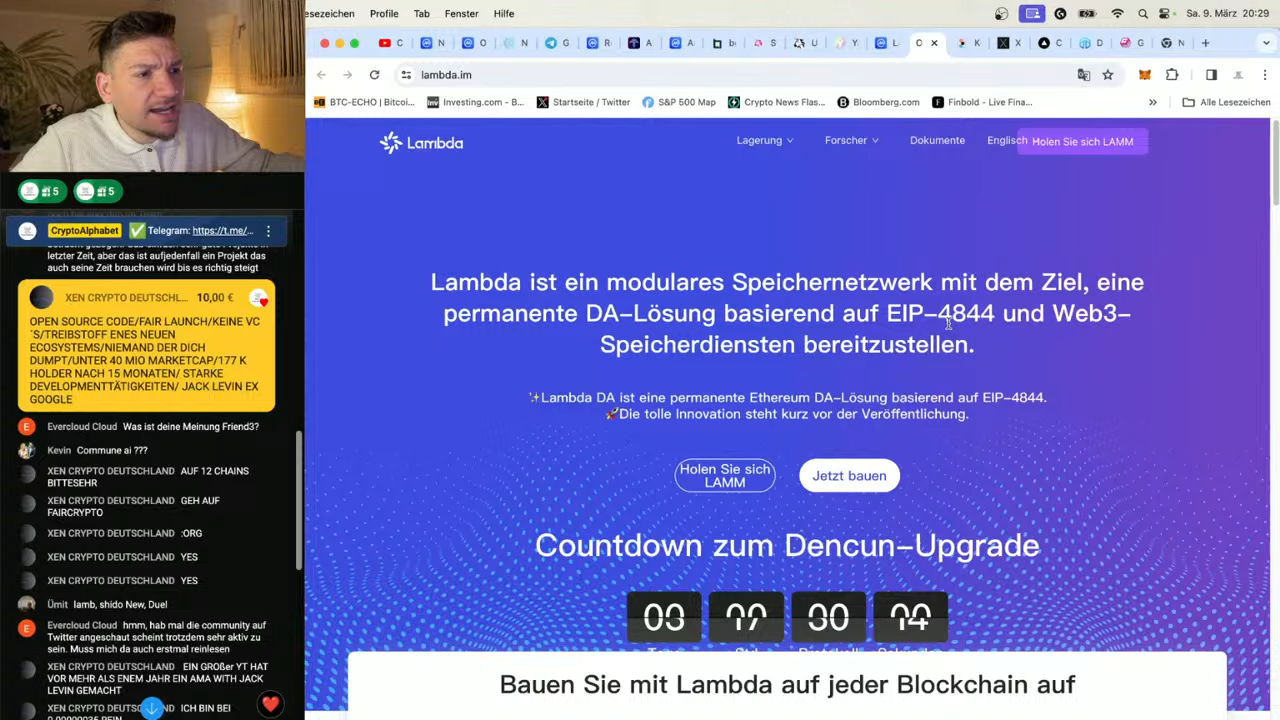 esezeichen Profile Tab Fenster Hilfe
Sa. 9. März 20:29
lambda.im
BTC-ECHO | Bitcoi...
Investing.com - B...
Startseite / Twitter
S&P 500 Map
Crypto News Flas...
Bloomberg.com
Finbold - Live Fina...
Alle Lesezeichen
Lambda
Lagerung
Forscher
Dokumente
Englisch
Holen Sie sich LAMM
Lambda ist ein modulares Speichernetzwerk mit dem Ziel, eine
permanente DA-Lösung basierend auf EIP-4844 und Web3-
Speicherdiensten bereitzustellen.
✨Lambda DA ist eine permanente Ethereum DA-Lösung basierend auf EIP-4844.
🚀Die tolle Innovation steht kurz vor der Veröffentlichung.
Holen Sie sich
LAMM
Jetzt bauen
Countdown zum Dencun-Upgrade
Bauen Sie mit Lambda auf jeder Blockchain auf
5
5
CryptoAlphabet ✅ Telegram: https://t.me/...
letzter Zeit, aber das ist aufjedenfall ein Projekt das
auch seine Zeit brauchen wird bis es richtig steigt
XEN CRYPTO DEUTSCHL... 10,00 €
OPEN SOURCE CODE/FAIR LAUNCH/KEINE VC
´S/TREIBSTOFF ENES NEUEN
ECOSYSTEMS/NIEMAND DER DICH
DUMPT/UNTER 40 MIO MARKETCAP/177 K
HOLDER NACH 15 MONATEN/ STARKE
DEVELOPMENTTÄTIGKEITEN/ JACK LEVIN EX
GOOGLE
Evercloud Cloud Was ist deine Meinung Friend3?
Kevin Commune ai ???
XEN CRYPTO DEUTSCHLAND AUF 12 CHAINS
BITTESEHR
XEN CRYPTO DEUTSCHLAND GEH AUF
FAIRCRYPTO
XEN CRYPTO DEUTSCHLAND :ORG
XEN CRYPTO DEUTSCHLAND YES
XEN CRYPTO DEUTSCHLAND YES
Ümit lamb, shido New, Duel
Evercloud Cloud hmm, hab mal die community auf
Twitter angeschaut scheint trotzdem sehr aktiv zu
sein. Muss mich da auch erstmal reinlesen
XEN CRYPTO DEUTSCHLAND EIN GROßer YT HAT
VOR MEHR ALS ENEM JAHR EIN AMA WITH JACK
LEVIN GEMACHT